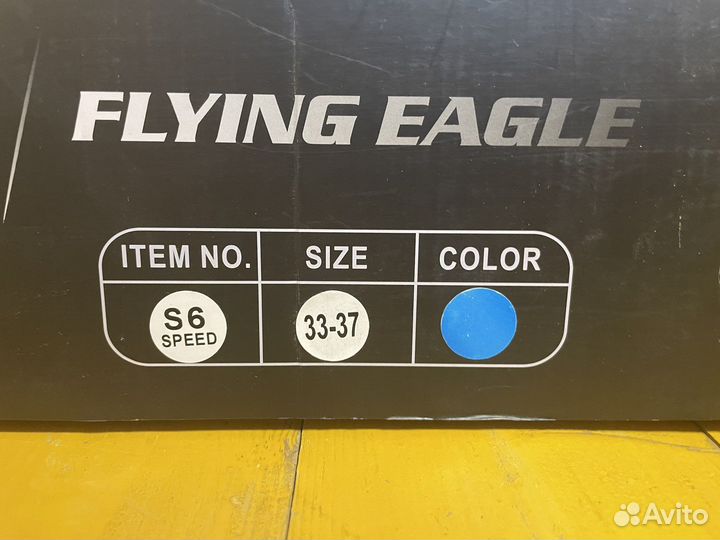 FLYING EAGLE
ITEM NO. SIZE COLOR
S6 33-37
SPEED
Avito